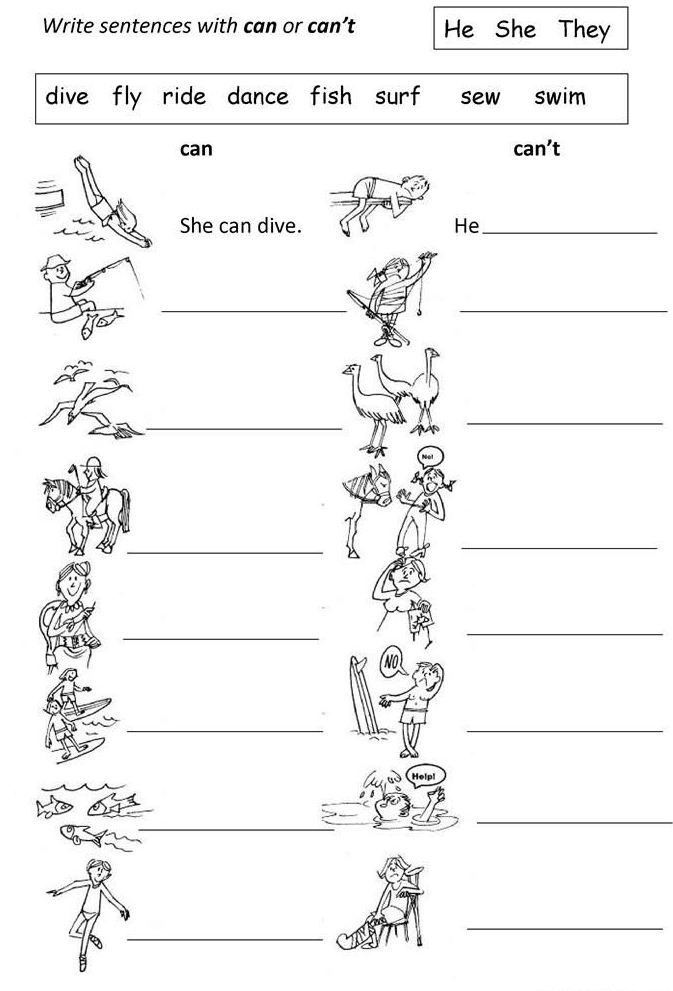 Write sentences with can or can't
He She They
dive fly ride dance fish surf sew swim
can can't
She can dive. He
No!
NO
Help!